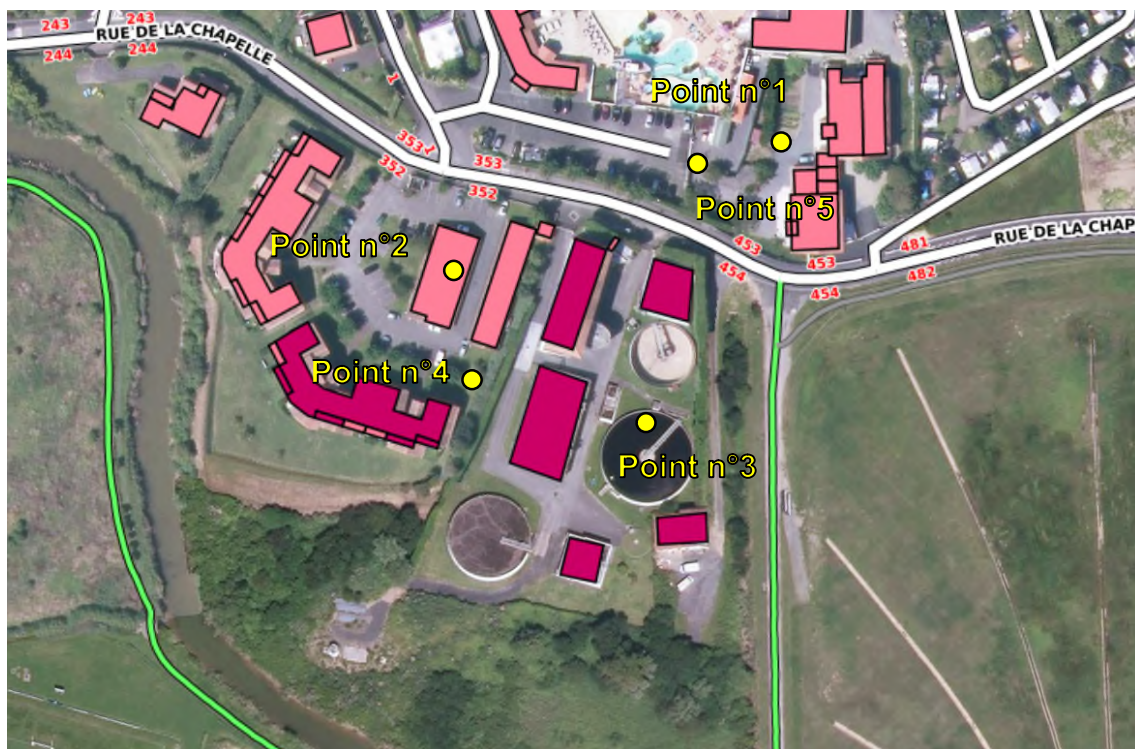 243
243
RUE DE LA CHAPELLE
244
244
1
Point n°1
353
1
353
352
352
Point n°5
Point n°2
453
453
481
RUE DE LA CHAP
454
482
454
Point n°4
Point n°3